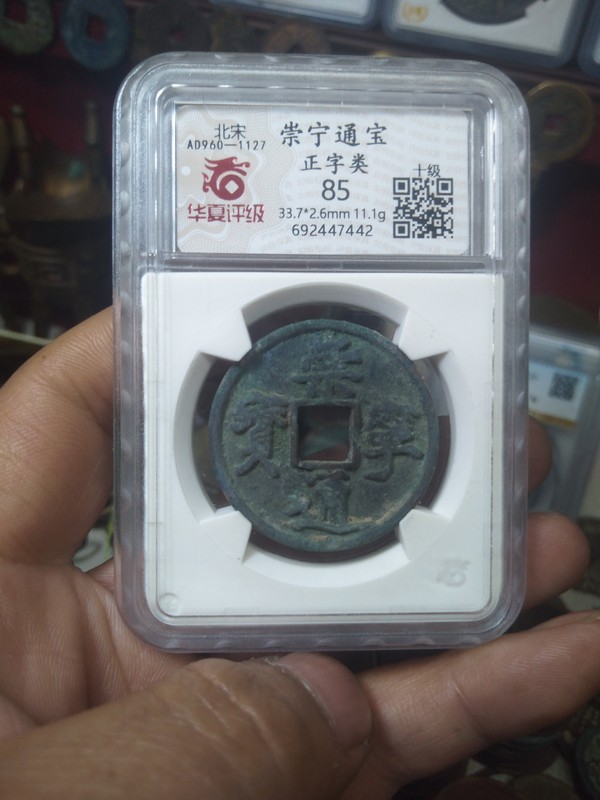 北宋
AD960—1127
华夏评级
崇宁通宝
正字类
85
十级
33.7*2.6mm 11.1g
692447442
崇
寳 寧
通